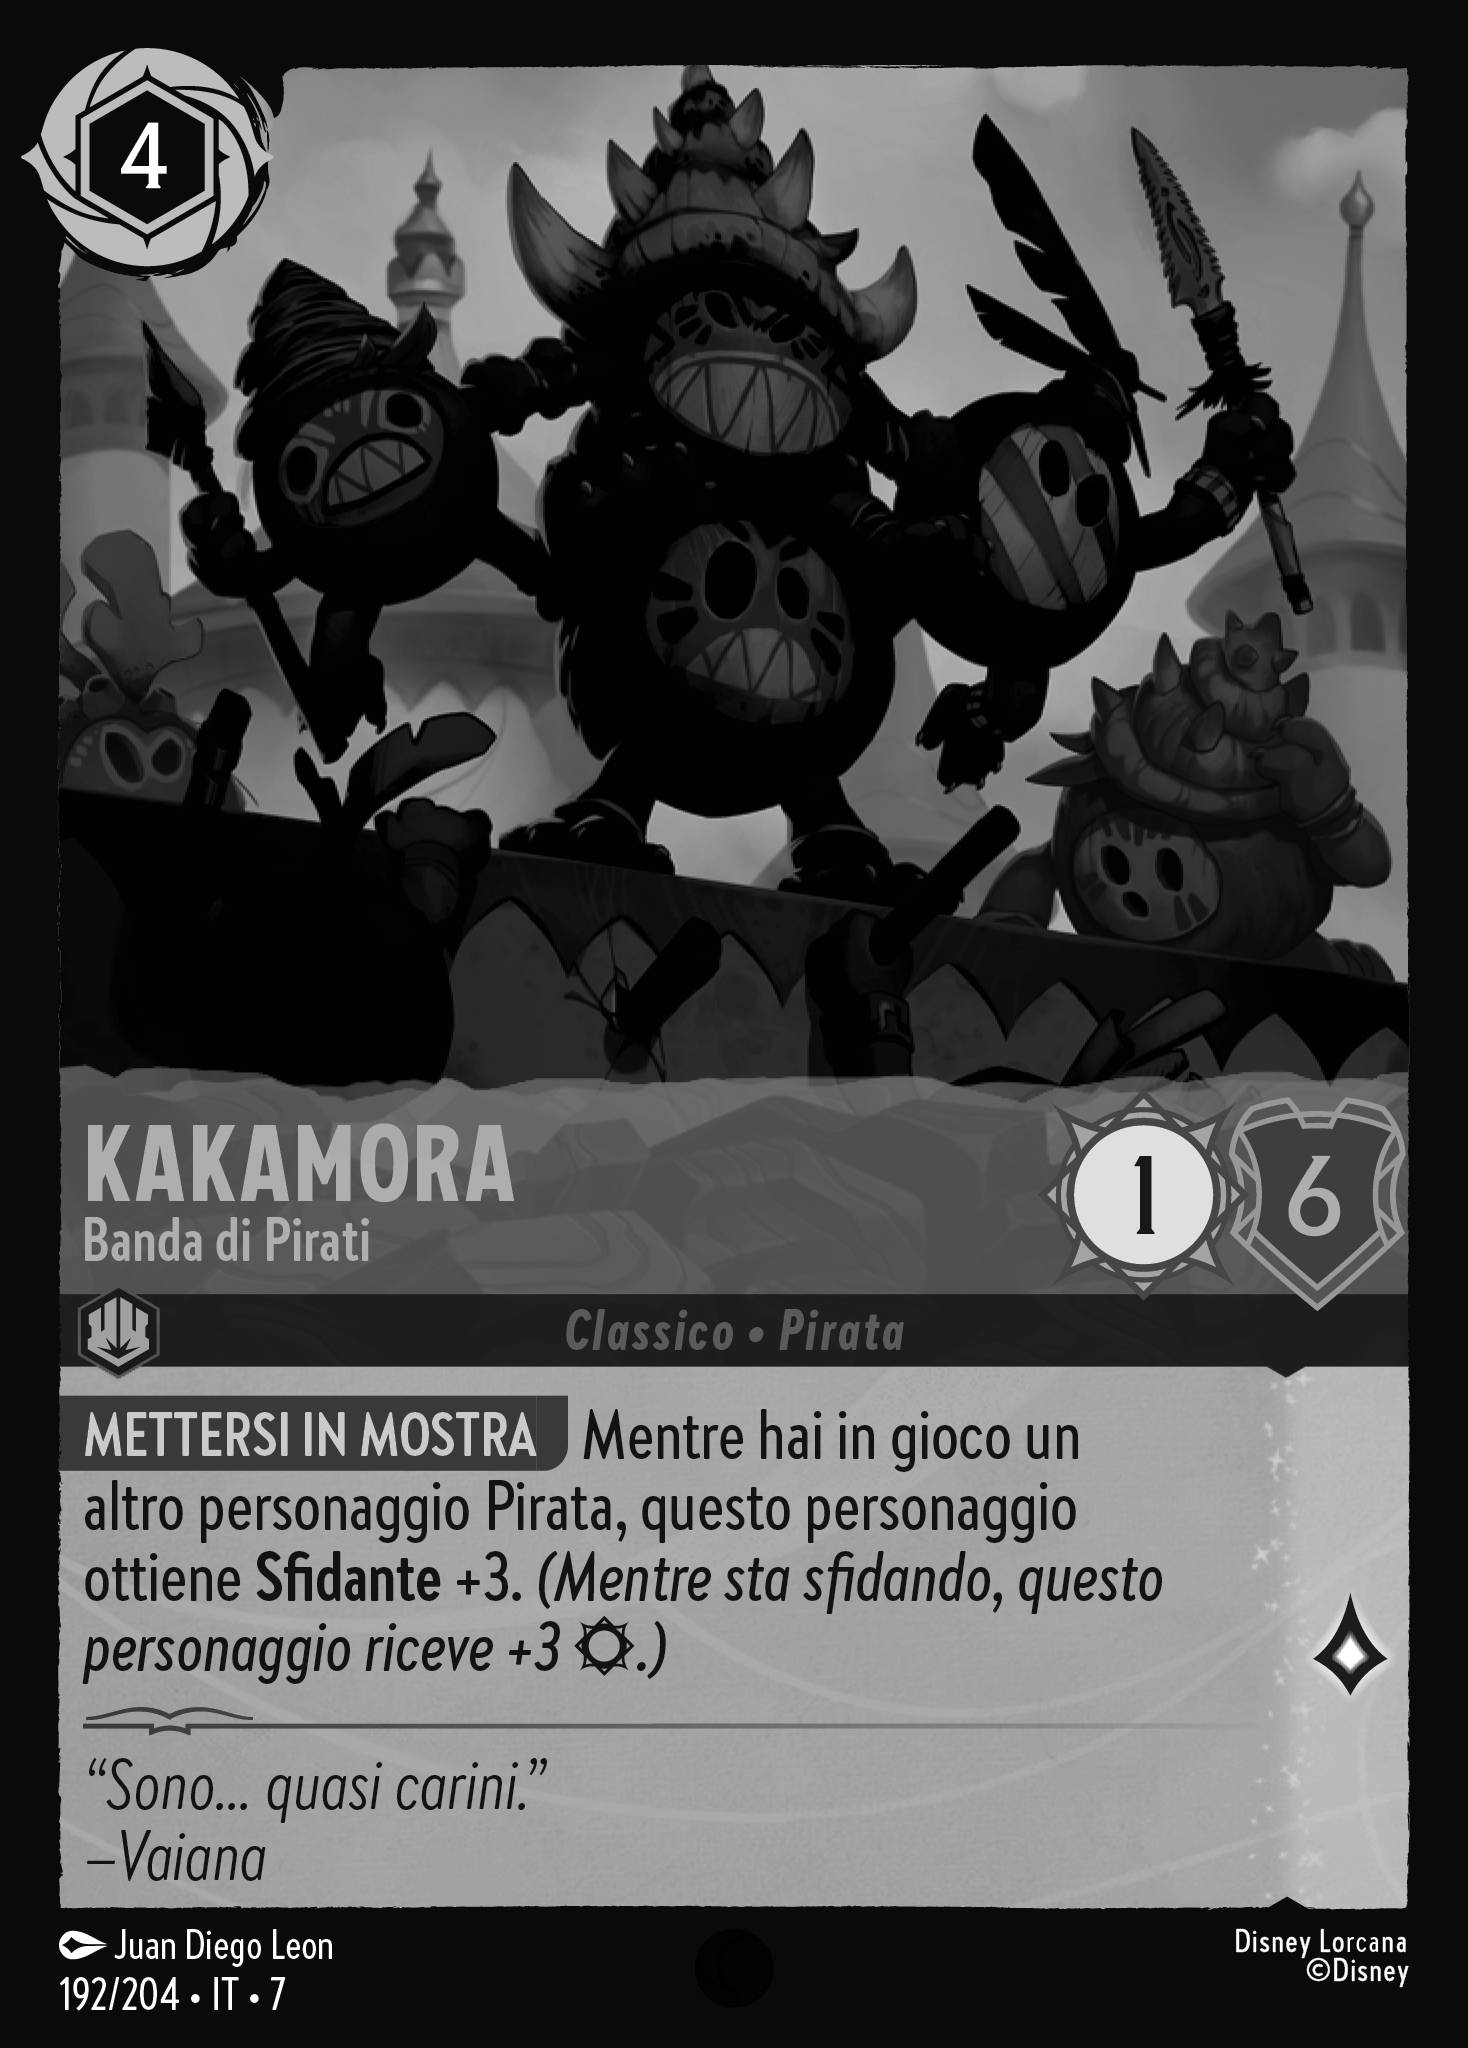 4
KAKAMORA
Banda di Pirati
1
6
Classico • Pirata
METTERSI IN MOSTRA Mentre hai in gioco un
altro personaggio Pirata, questo personaggio
ottiene Sfidante +3. (Mentre sta sfidando, questo
personaggio riceve +3 .)
“Sono... quasi carini.”
–Vaiana
Juan Diego Leon
192/204 • IT • 7
Disney Lorcana
©Disney